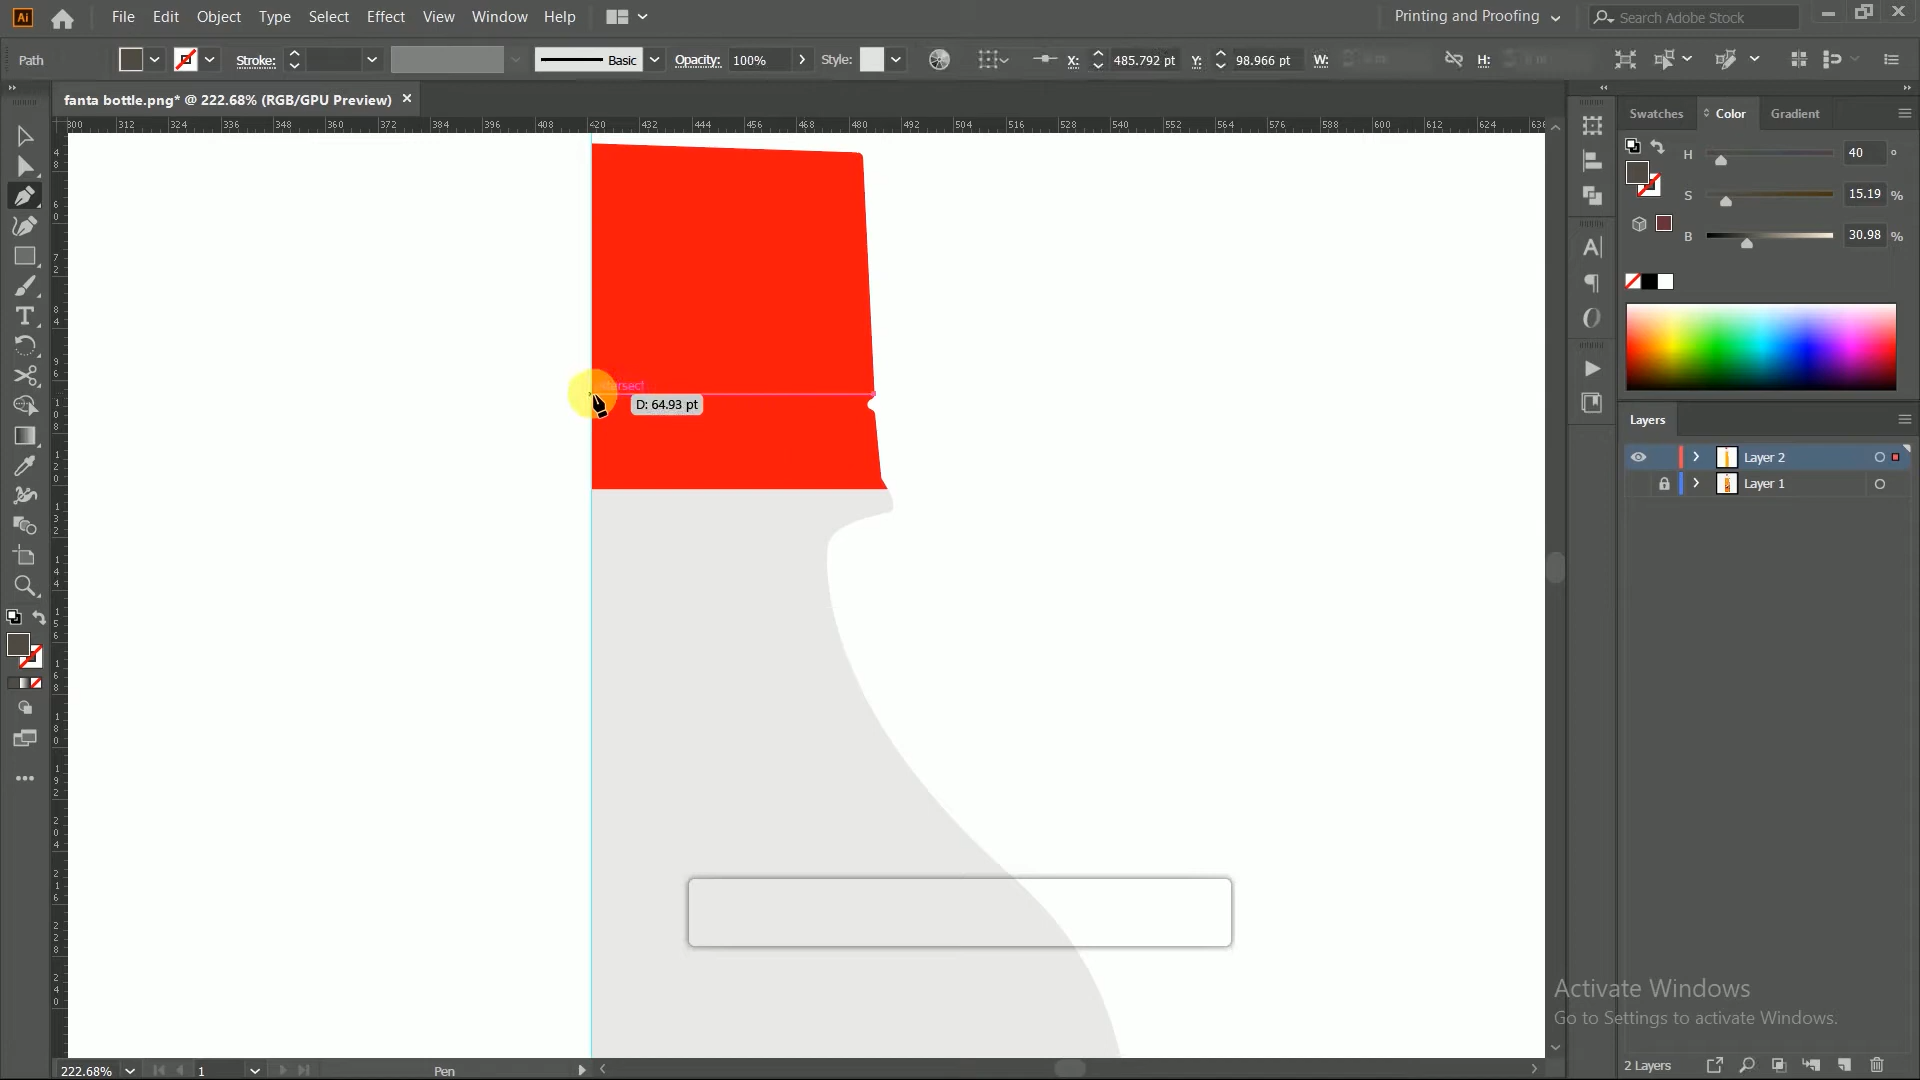 Ai File Edit Object Type Select Effect View Window Help Printing and Proofing Search Adobe Stock
Path Stroke: Basic Opacity: 100% Style: X: 485.792 pt Y: 98.966 pt W: H:
fanta bottle.png* @ 222.68% (RGB/GPU Preview) ×
300 312 324 336 348 360 372 384 396 408 420 432 444 456 468 480 492 504 516 528 540 552 564 576 588 600 612 624 636
Swatches Color Gradient
H 40 °
S 15.19 %
B 30.98 %
D: 64.93 pt
Layers
Layer 2
Layer 1
Activate Windows
Go to Settings to activate Windows.
2 Layers
222.68% 1 Pen